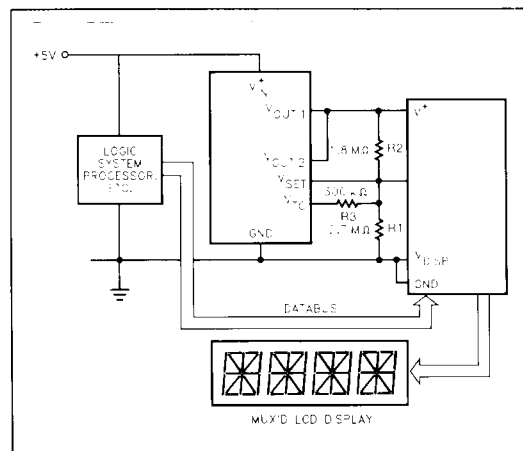 +5V
V+IN
VOUT 1
V+
1.8 MΩ
R2
LOGIC
SYSTEM
PROCESSOR,
ETC.
VOUT 2
VSET
VTC
R3
R1
GND
VDISP
GND
DATABUS
MUX'D LCD DISPLAY